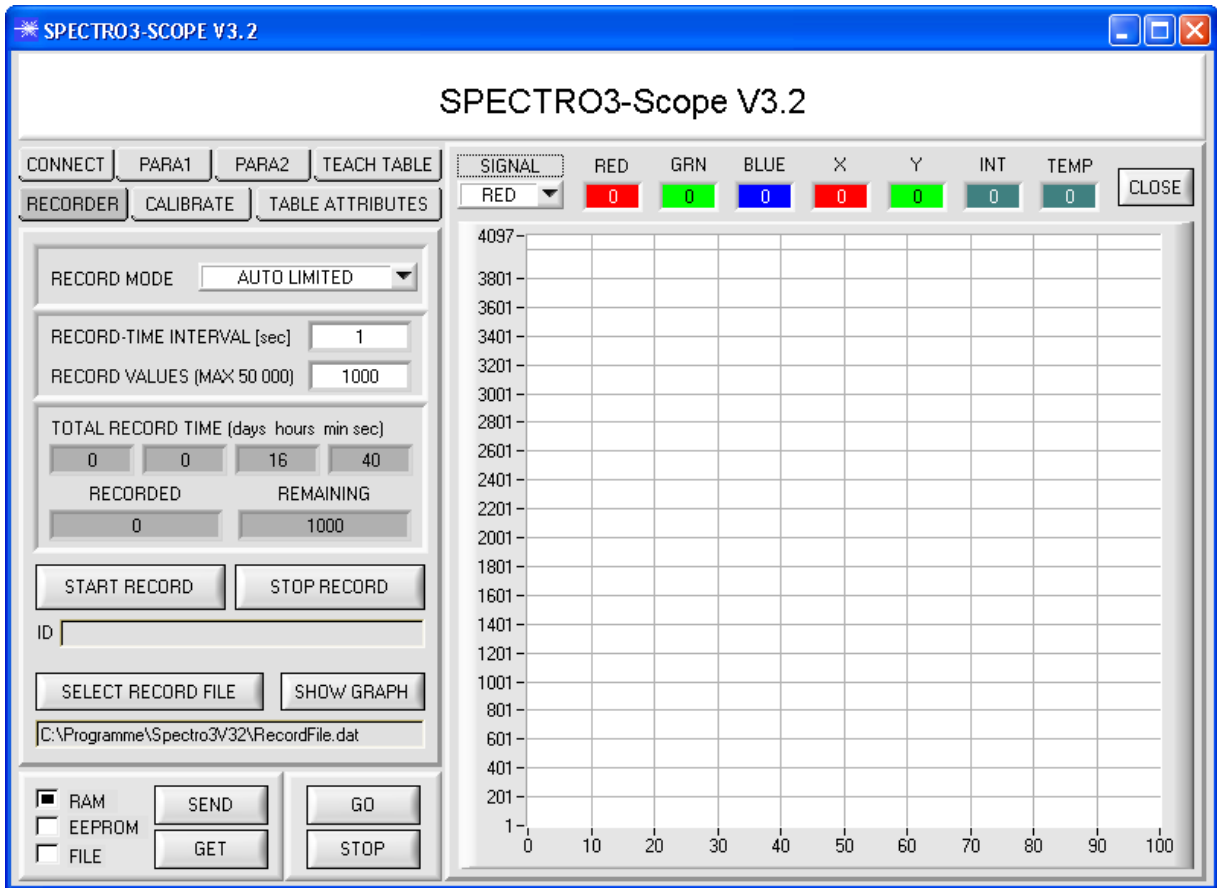 SPECTRO3-SCOPE V3.2
SPECTRO3-Scope V3.2
CONNECT PARA1 PARA2 TEACH TABLE
RECORDER CALIBRATE TABLE ATTRIBUTES
RECORD MODE AUTO LIMITED
RECORD-TIME INTERVAL [sec] 1
RECORD VALUES (MAX 50 000) 1000
TOTAL RECORD TIME (days hours min sec)
0 0 16 40
RECORDED REMAINING
0 1000
START RECORD STOP RECORD
ID
SELECT RECORD FILE SHOW GRAPH
C:\Programme\Spectro3V32\RecordFile.dat
RAM SEND GO
EEPROM
FILE GET STOP
SIGNAL RED GRN BLUE X Y INT TEMP
RED 0 0 0 0 0 0 0 CLOSE
4097
3801
3601
3401
3201
3001
2801
2601
2401
2201
2001
1801
1601
1401
1201
1001
801
601
401
201
1
0 10 20 30 40 50 60 70 80 90 100